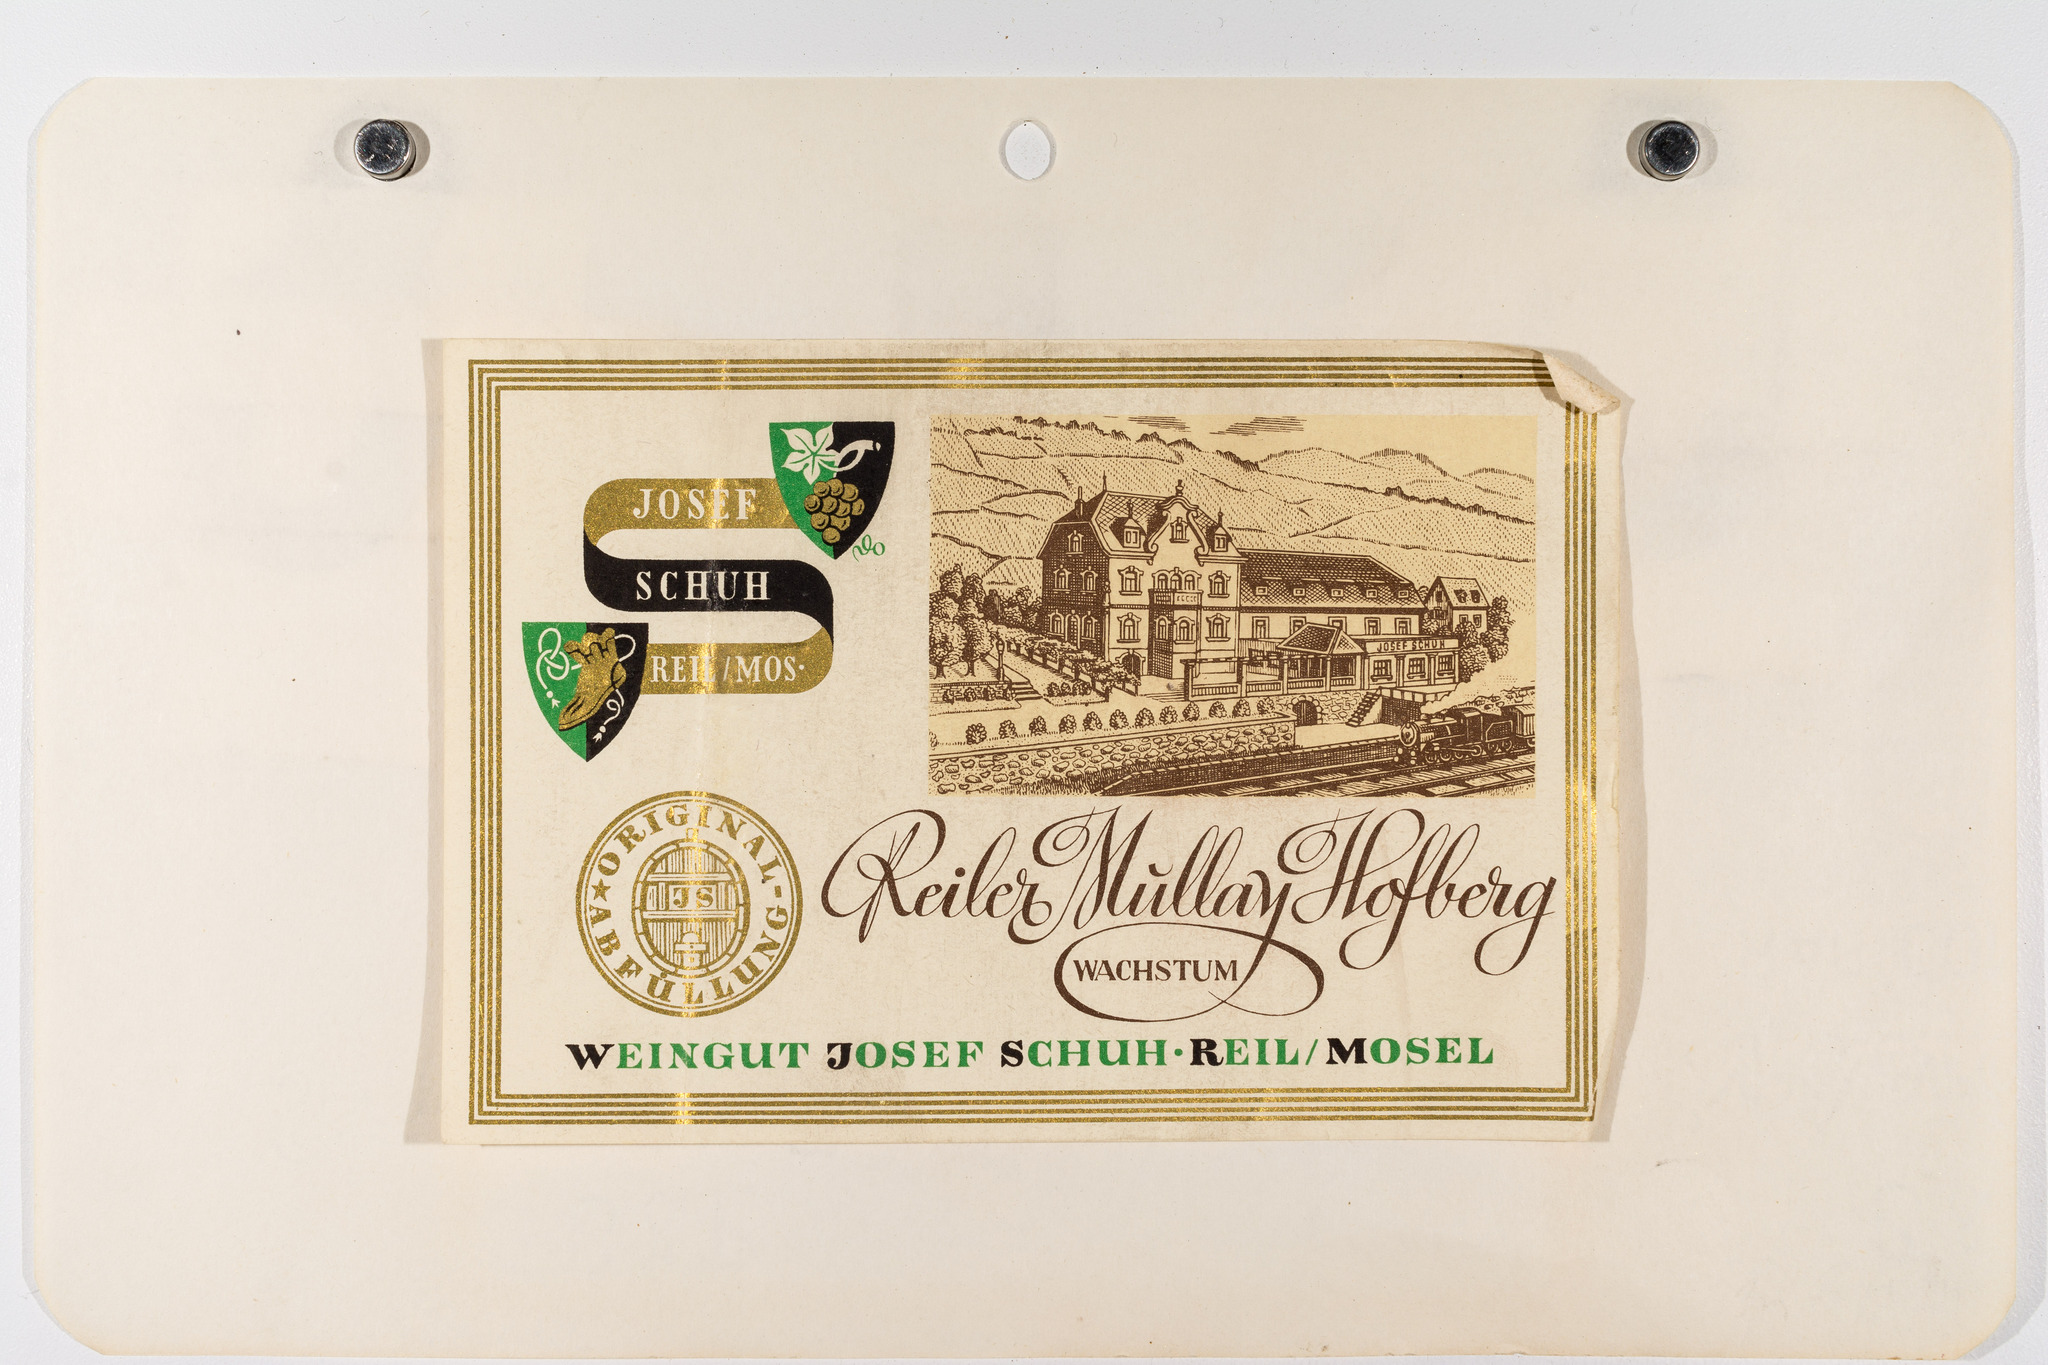 JOSEF
SCHUH
REIL/MOS·
JOSEF SCHUH
ORIGINAL-
ABFÜLLUNG
JS
Reiler Mullay Hofberg
WACHSTUM
WEINGUT JOSEF SCHUH·REIL/MOSEL